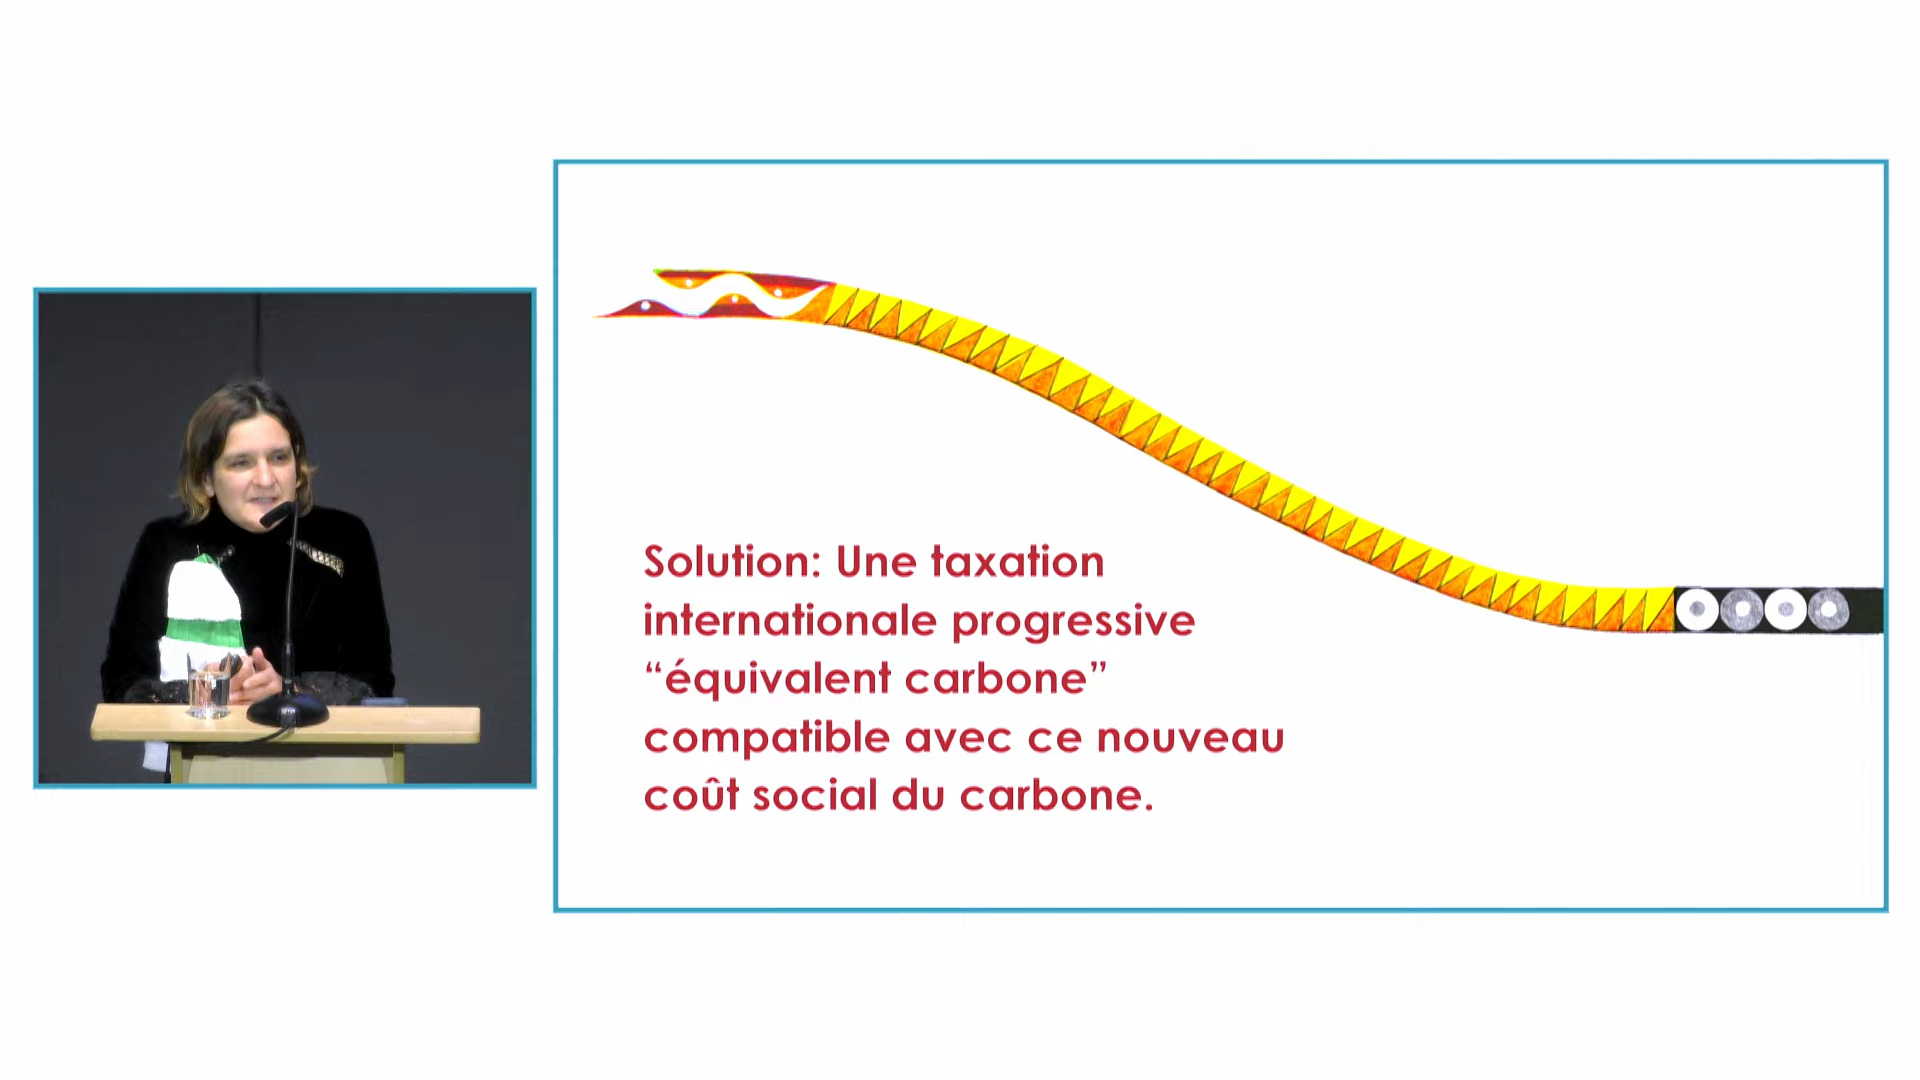 Solution: Une taxation
internationale progressive
“équivalent carbone”
compatible avec ce nouveau
coût social du carbone.